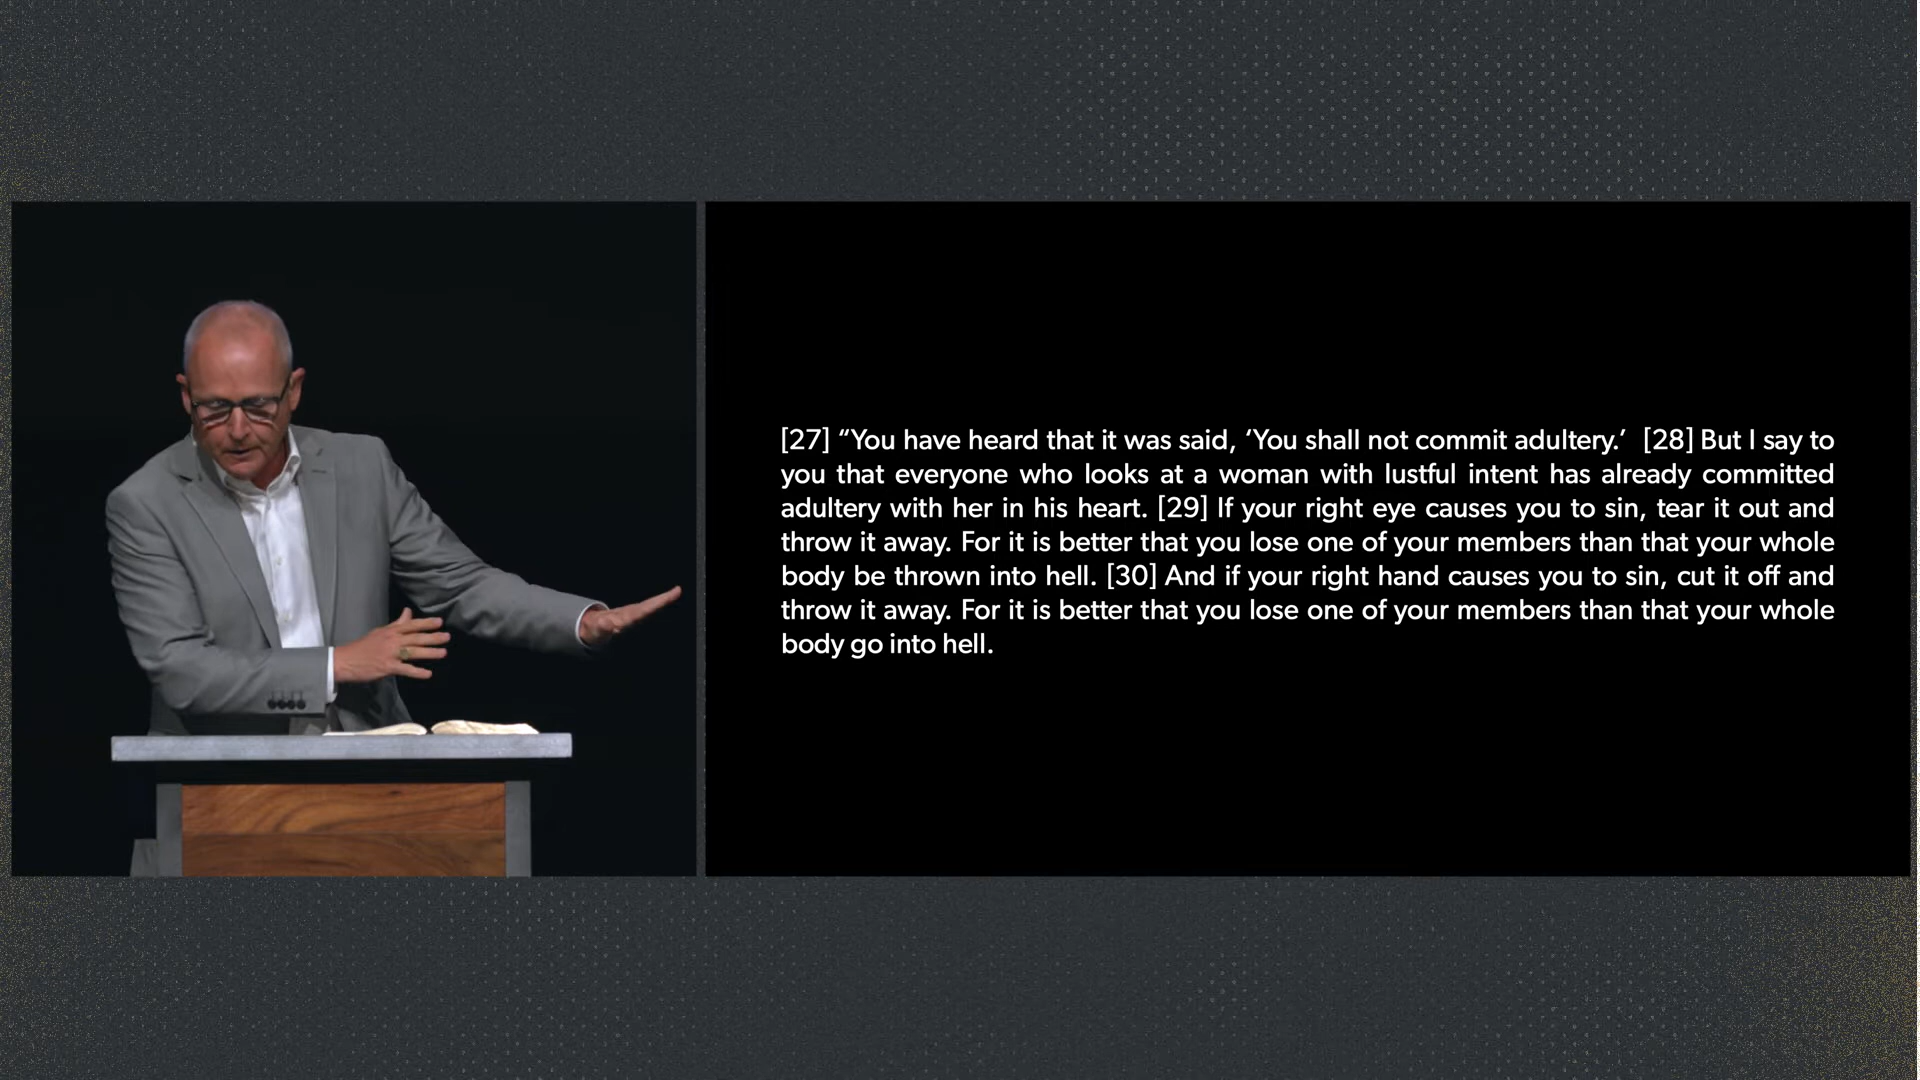 [27] “You have heard that it was said, ‘You shall not commit adultery.’ [28] But I say to
you that everyone who looks at a woman with lustful intent has already committed
adultery with her in his heart. [29] If your right eye causes you to sin, tear it out and
throw it away. For it is better that you lose one of your members than that your whole
body be thrown into hell. [30] And if your right hand causes you to sin, cut it off and
throw it away. For it is better that you lose one of your members than that your whole
body go into hell.